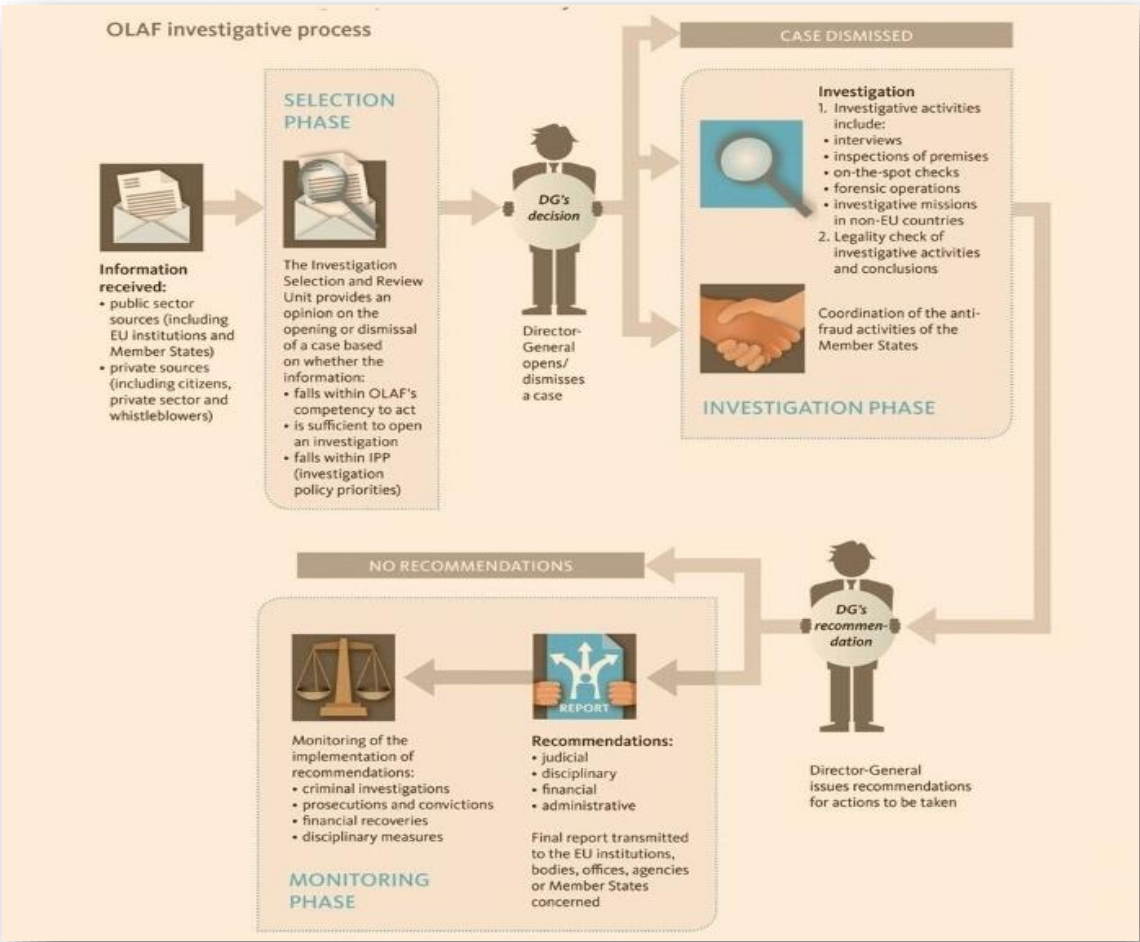 OLAF investigative process
CASE DISMISSED
SELECTION
PHASE
Information
received:
• public sector
sources (including
EU institutions and
Member States)
• private sources
(including citizens,
private sector and
whistleblowers)
The Investigation
Selection and Review
Unit provides an
opinion on the
opening or dismissal
of a case based
on whether the
information:
• falls within OLAF's
competency to act
• is sufficient to open
an investigation
• falls within IPP
(investigation
policy priorities)
DG's
decision
Director-
General
opens/
dismisses
a case
Investigation
1. Investigative activities
include:
• interviews
• inspections of premises
• on-the-spot checks
• forensic operations
• investigative missions
in non-EU countries
2. Legality check of
investigative activities
and conclusions
Coordination of the anti-
fraud activities of the
Member States
INVESTIGATION PHASE
NO RECOMMENDATIONS
DG's
recommen-
dation
Director-General
issues recommendations
for actions to be taken
REPORT
Recommendations:
• judicial
• disciplinary
• financial
• administrative
Final report transmitted
to the EU institutions,
bodies, offices, agencies
or Member States
concerned
Monitoring of the
implementation of
recommendations:
• criminal investigations
• prosecutions and convictions
• financial recoveries
• disciplinary measures
MONITORING
PHASE